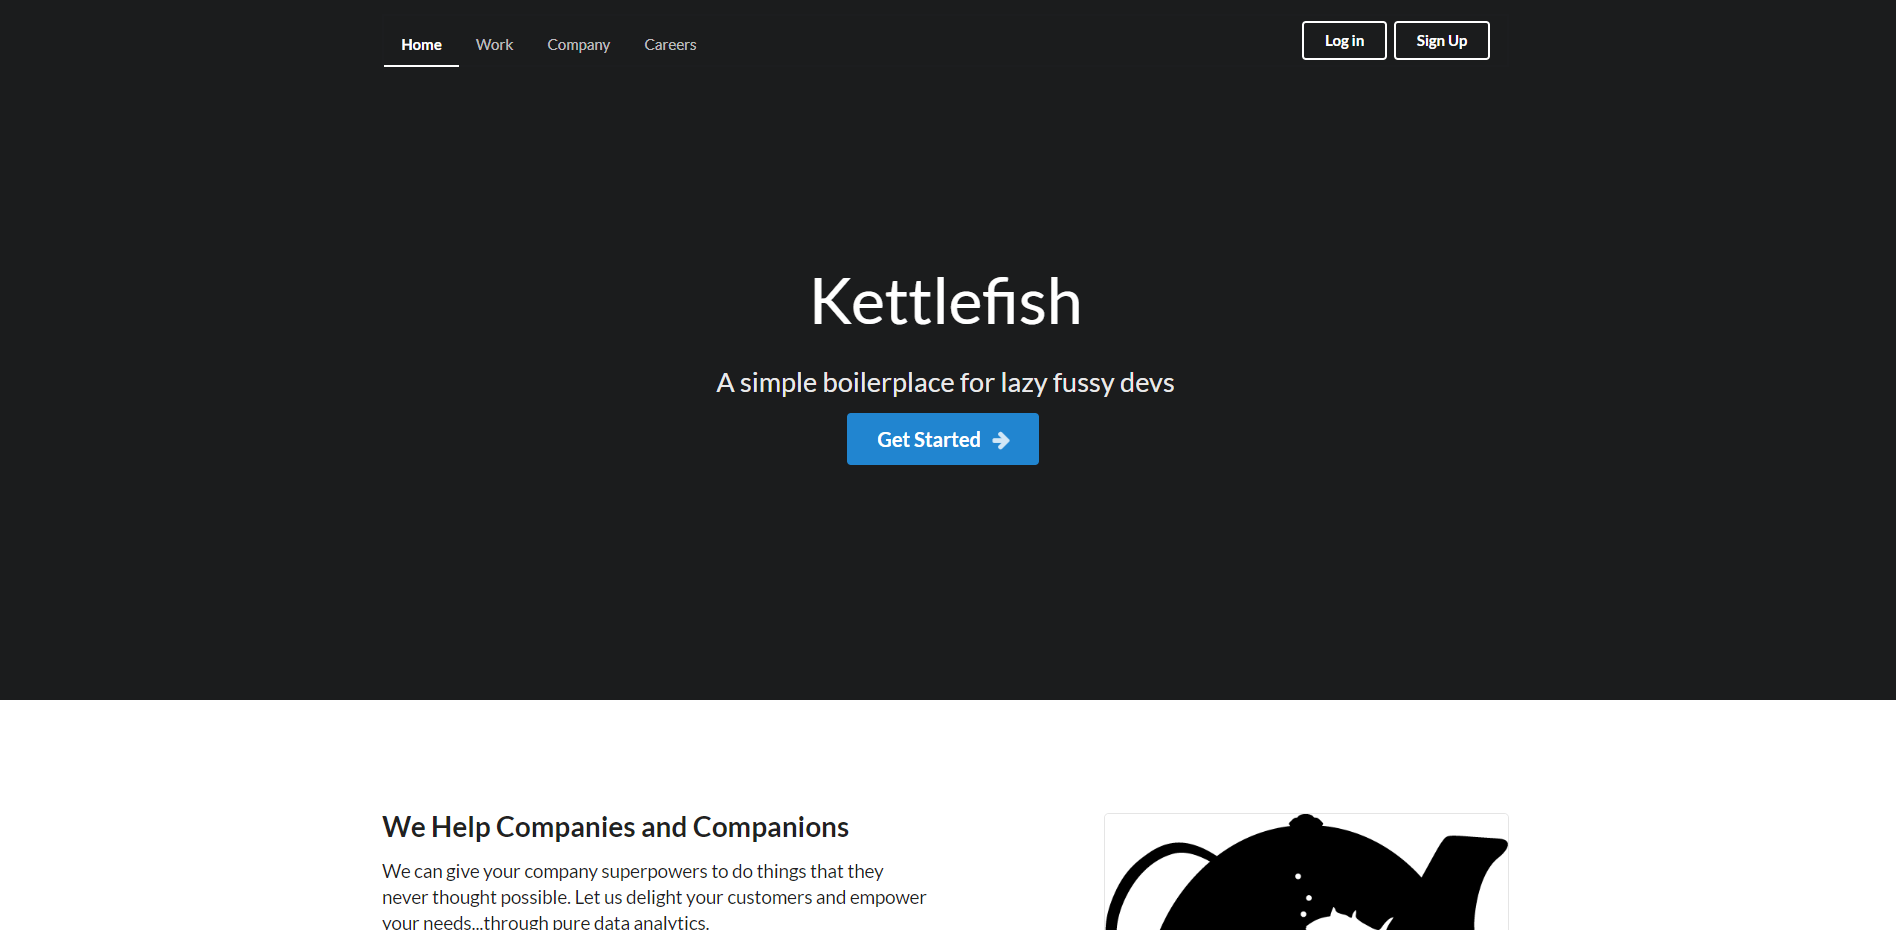 Home Work Company Careers Log in Sign Up
Kettlefish
A simple boilerplace for lazy fussy devs
Get Started
We Help Companies and Companions
We can give your company superpowers to do things that they
never thought possible. Let us delight your customers and empower
your needs...through pure data analytics.